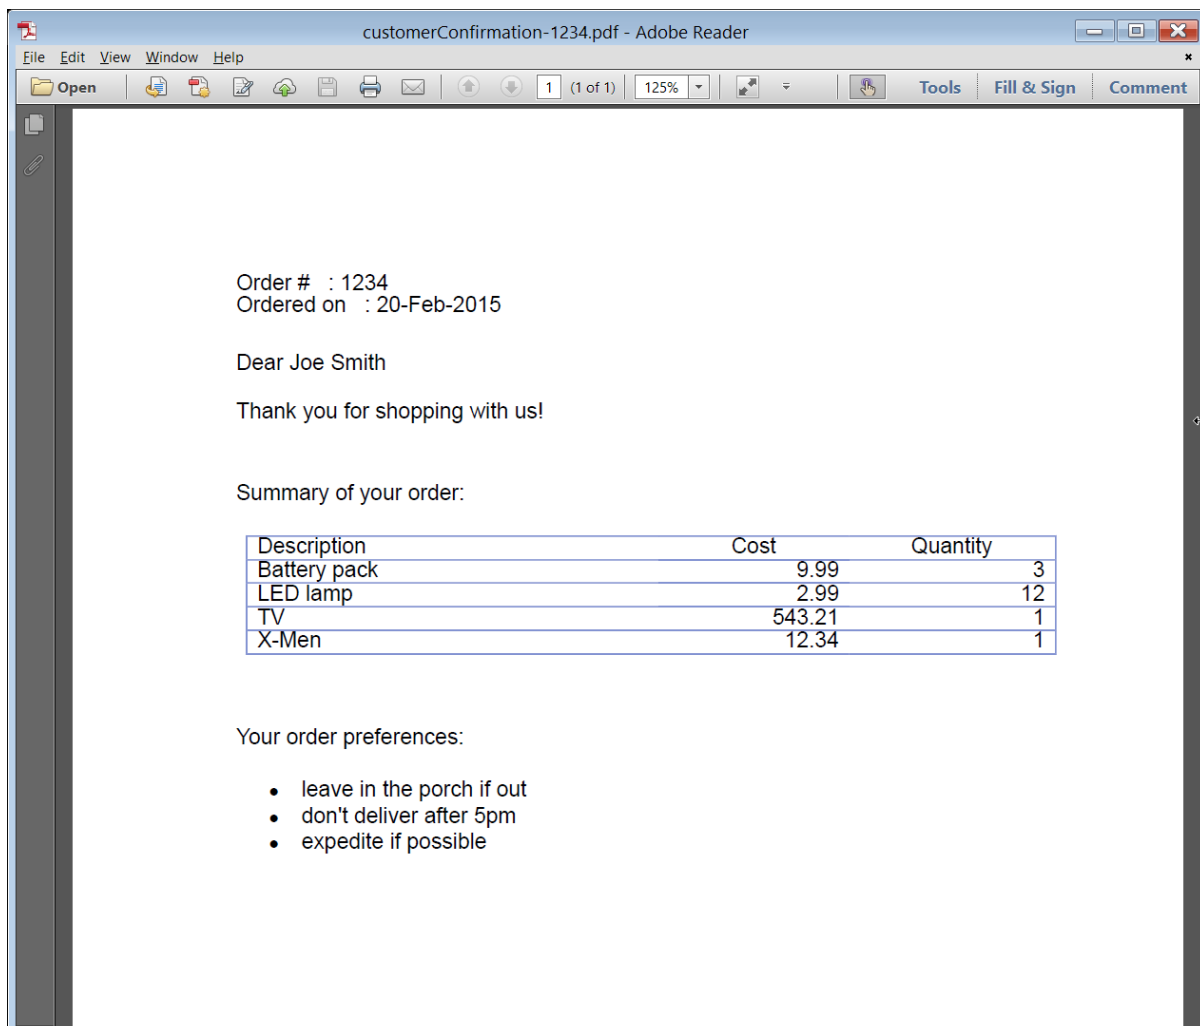 customerConfirmation-1234.pdf - Adobe Reader
File Edit View Window Help
Open 1 (1 of 1) 125% Tools Fill & Sign Comment
Order # : 1234
Ordered on : 20-Feb-2015
Dear Joe Smith
Thank you for shopping with us!
Summary of your order:
Description Cost Quantity
Battery pack 9.99 3
LED lamp 2.99 12
TV 543.21 1
X-Men 12.34 1
Your order preferences:
• leave in the porch if out
• don't deliver after 5pm
• expedite if possible